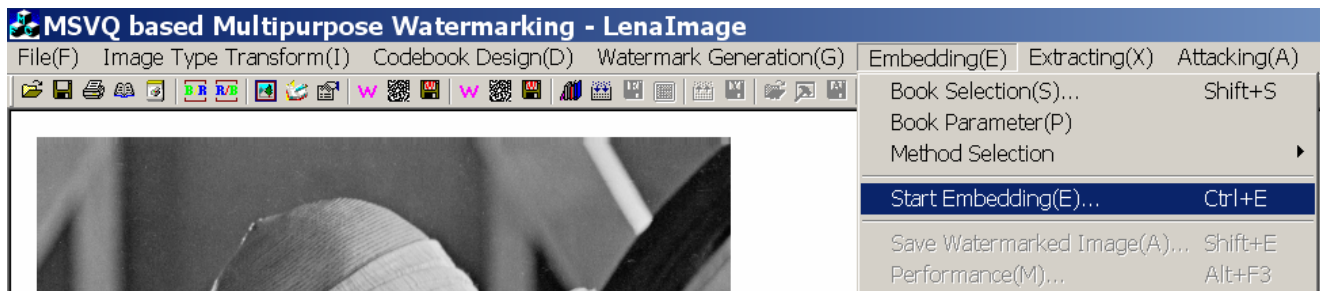 MSVQ based Multipurpose Watermarking - LenaImage
File(F) Image Type Transform(I) Codebook Design(D) Watermark Generation(G) Embedding(E) Extracting(X) Attacking(A)
B R R/B W W
Book Selection(S)... Shift+S
Book Parameter(P)
Method Selection
Start Embedding(E)... Ctrl+E
Save Watermarked Image(A)... Shift+E
Performance(M)... Alt+F3